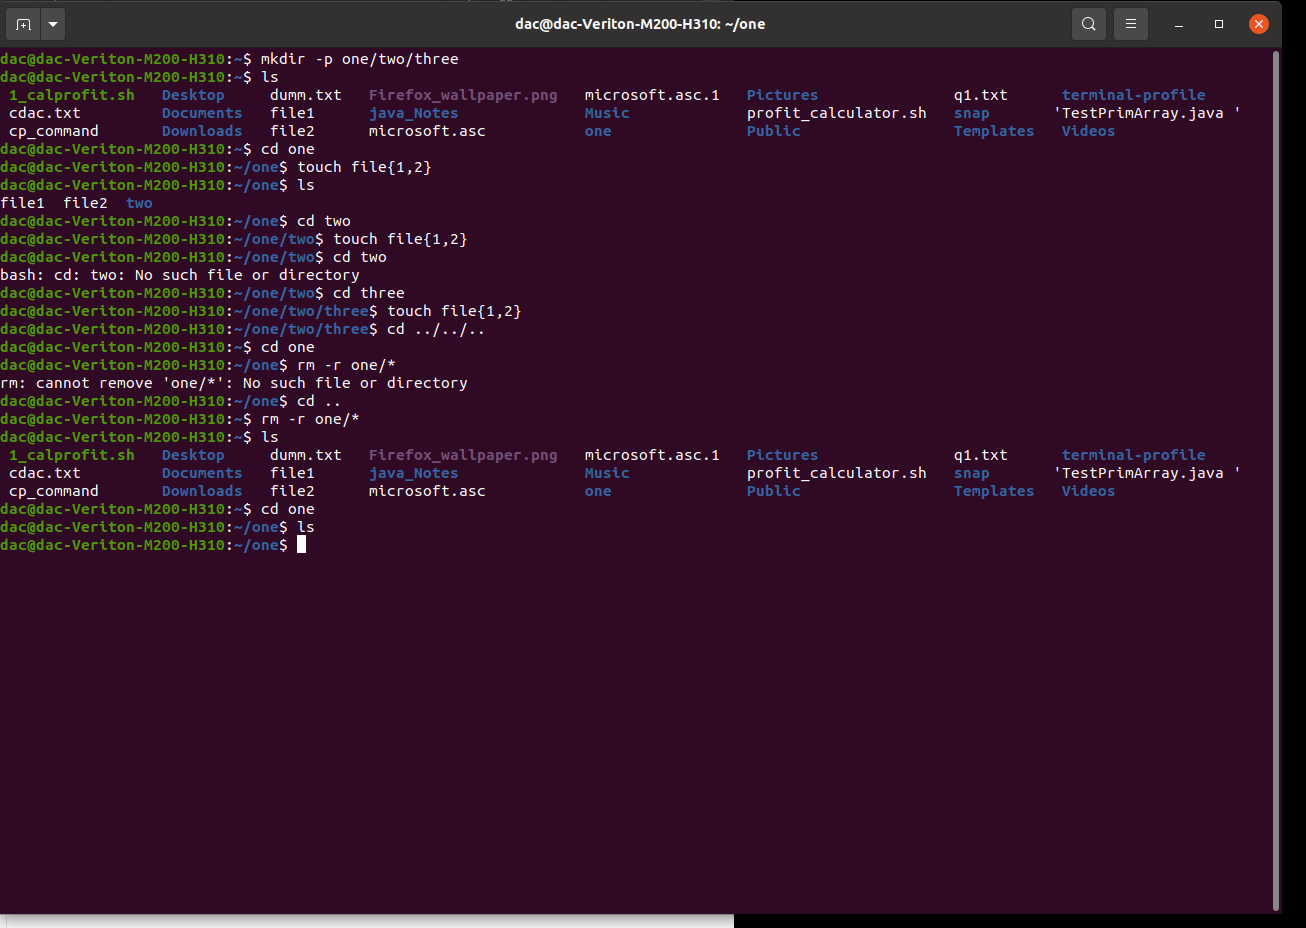 dac@dac-Veriton-M200-H310: ~/one
dac@dac-Veriton-M200-H310:~$ mkdir -p one/two/three
dac@dac-Veriton-M200-H310:~$ ls
1_calprofit.sh Desktop dumm.txt Firefox_wallpaper.png microsoft.asc.1 Pictures q1.txt terminal-profile
cdac.txt Documents file1 java_Notes Music profit_calculator.sh snap 'TestPrimArray.java '
cp_command Downloads file2 microsoft.asc one Public Templates Videos
dac@dac-Veriton-M200-H310:~$ cd one
dac@dac-Veriton-M200-H310:~/one$ touch file{1,2}
dac@dac-Veriton-M200-H310:~/one$ ls
file1 file2 two
dac@dac-Veriton-M200-H310:~/one$ cd two
dac@dac-Veriton-M200-H310:~/one/two$ touch file{1,2}
dac@dac-Veriton-M200-H310:~/one/two$ cd two
bash: cd: two: No such file or directory
dac@dac-Veriton-M200-H310:~/one/two$ cd three
dac@dac-Veriton-M200-H310:~/one/two/three$ touch file{1,2}
dac@dac-Veriton-M200-H310:~/one/two/three$ cd ../../..
dac@dac-Veriton-M200-H310:~$ cd one
dac@dac-Veriton-M200-H310:~/one$ rm -r one/*
rm: cannot remove 'one/*': No such file or directory
dac@dac-Veriton-M200-H310:~/one$ cd ..
dac@dac-Veriton-M200-H310:~$ rm -r one/*
dac@dac-Veriton-M200-H310:~$ ls
1_calprofit.sh Desktop dumm.txt Firefox_wallpaper.png microsoft.asc.1 Pictures q1.txt terminal-profile
cdac.txt Documents file1 java_Notes Music profit_calculator.sh snap 'TestPrimArray.java '
cp_command Downloads file2 microsoft.asc one Public Templates Videos
dac@dac-Veriton-M200-H310:~$ cd one
dac@dac-Veriton-M200-H310:~/one$ ls
dac@dac-Veriton-M200-H310:~/one$